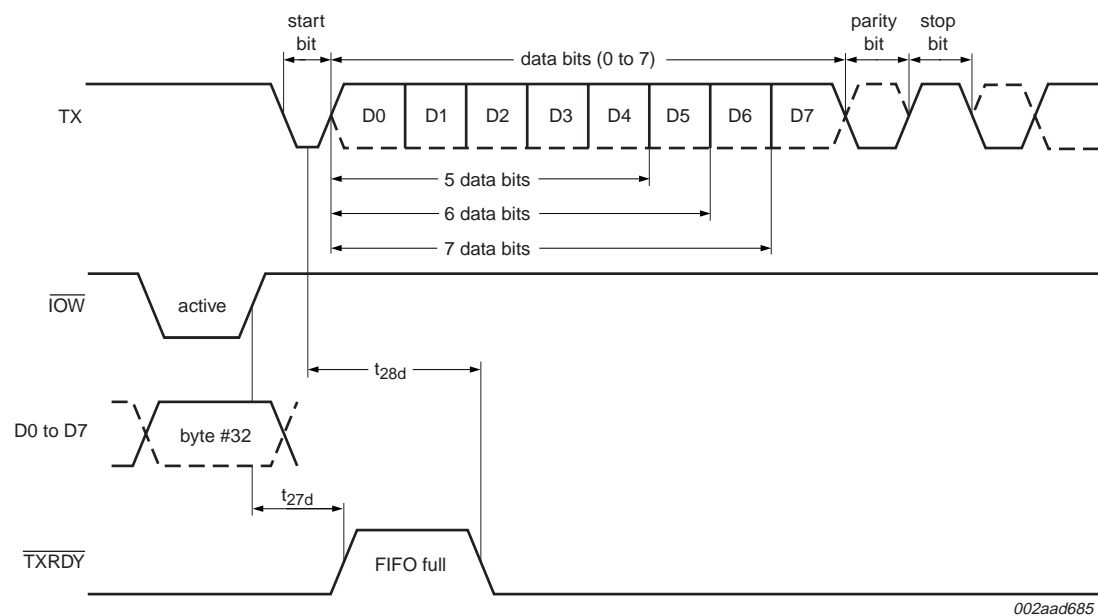 start
bit
data bits (0 to 7)
parity
bit
stop
bit
TX
D0 D1 D2 D3 D4 D5 D6 D7
5 data bits
6 data bits
7 data bits
IOW
active
t28d
D0 to D7
byte #32
t27d
TXRDY
FIFO full
002aad685